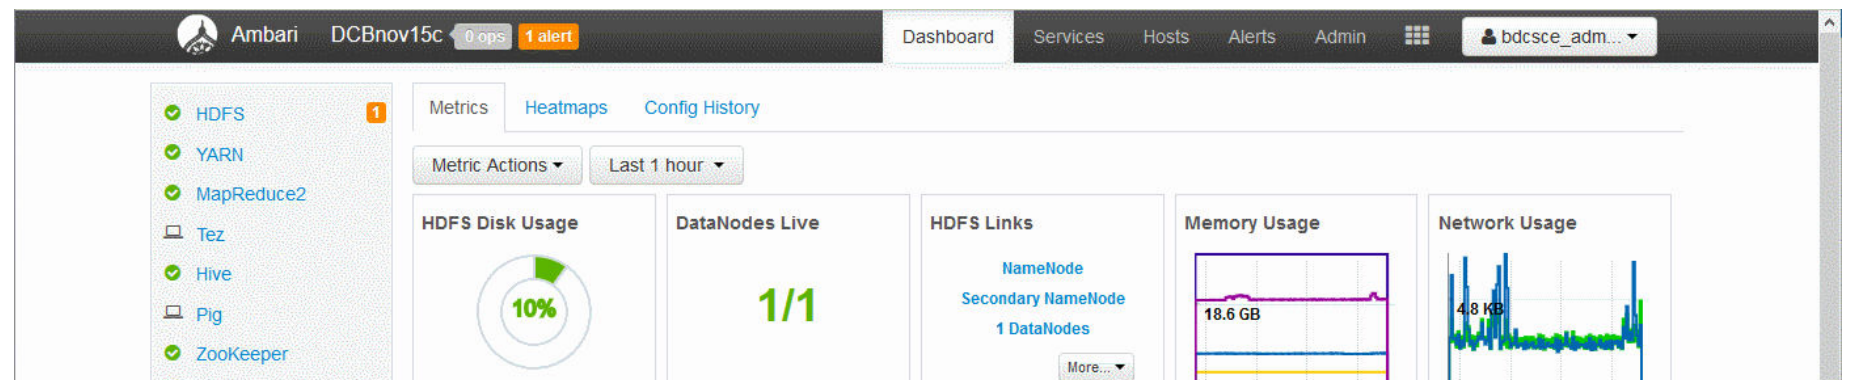 Ambari DCBnov15c 0 ops 1 alert Dashboard Services Hosts Alerts Admin bdcsce_adm...
HDFS 1
YARN
MapReduce2
Tez
Hive
Pig
ZooKeeper
Metrics Heatmaps Config History
Metric Actions Last 1 hour
HDFS Disk Usage
10%
DataNodes Live
1/1
HDFS Links
NameNode
Secondary NameNode
1 DataNodes
More...
Memory Usage
18.6 GB
Network Usage
4.8 KB